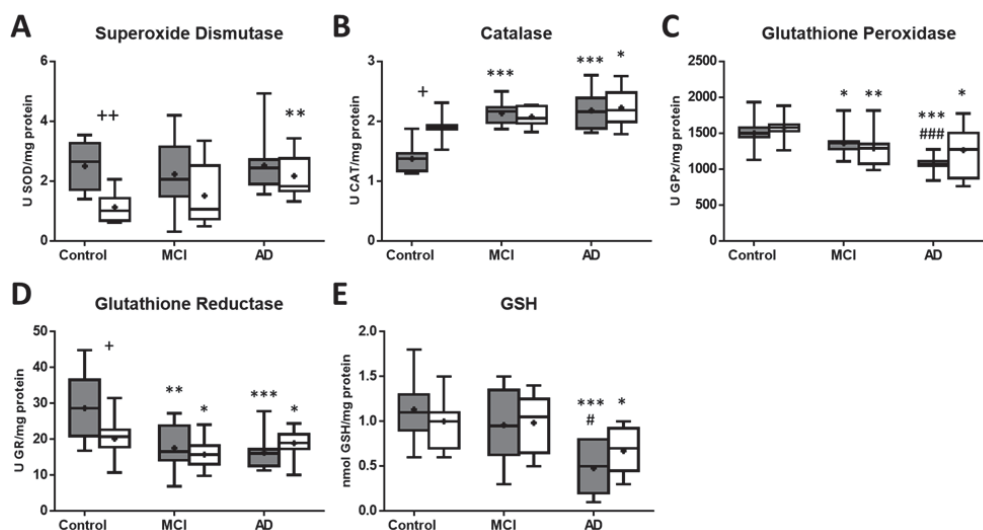 A
Superoxide Dismutase
U SOD/mg protein
6
4
2
0
++
**
Control
MCI
AD
B
Catalase
U CAT/mg protein
3
2
1
0
+
***
***
*
Control
MCI
AD
C
Glutathione Peroxidase
U GPx/mg protein
2500
2000
1500
1000
500
0
*
**
***
###
*
Control
MCI
AD
D
Glutathione Reductase
U GR/mg protein
50
40
30
20
10
0
+
**
*
***
*
Control
MCI
AD
E
GSH
nmol GSH/mg protein
2.0
1.5
1.0
0.5
0.0
***
#
*
Control
MCI
AD